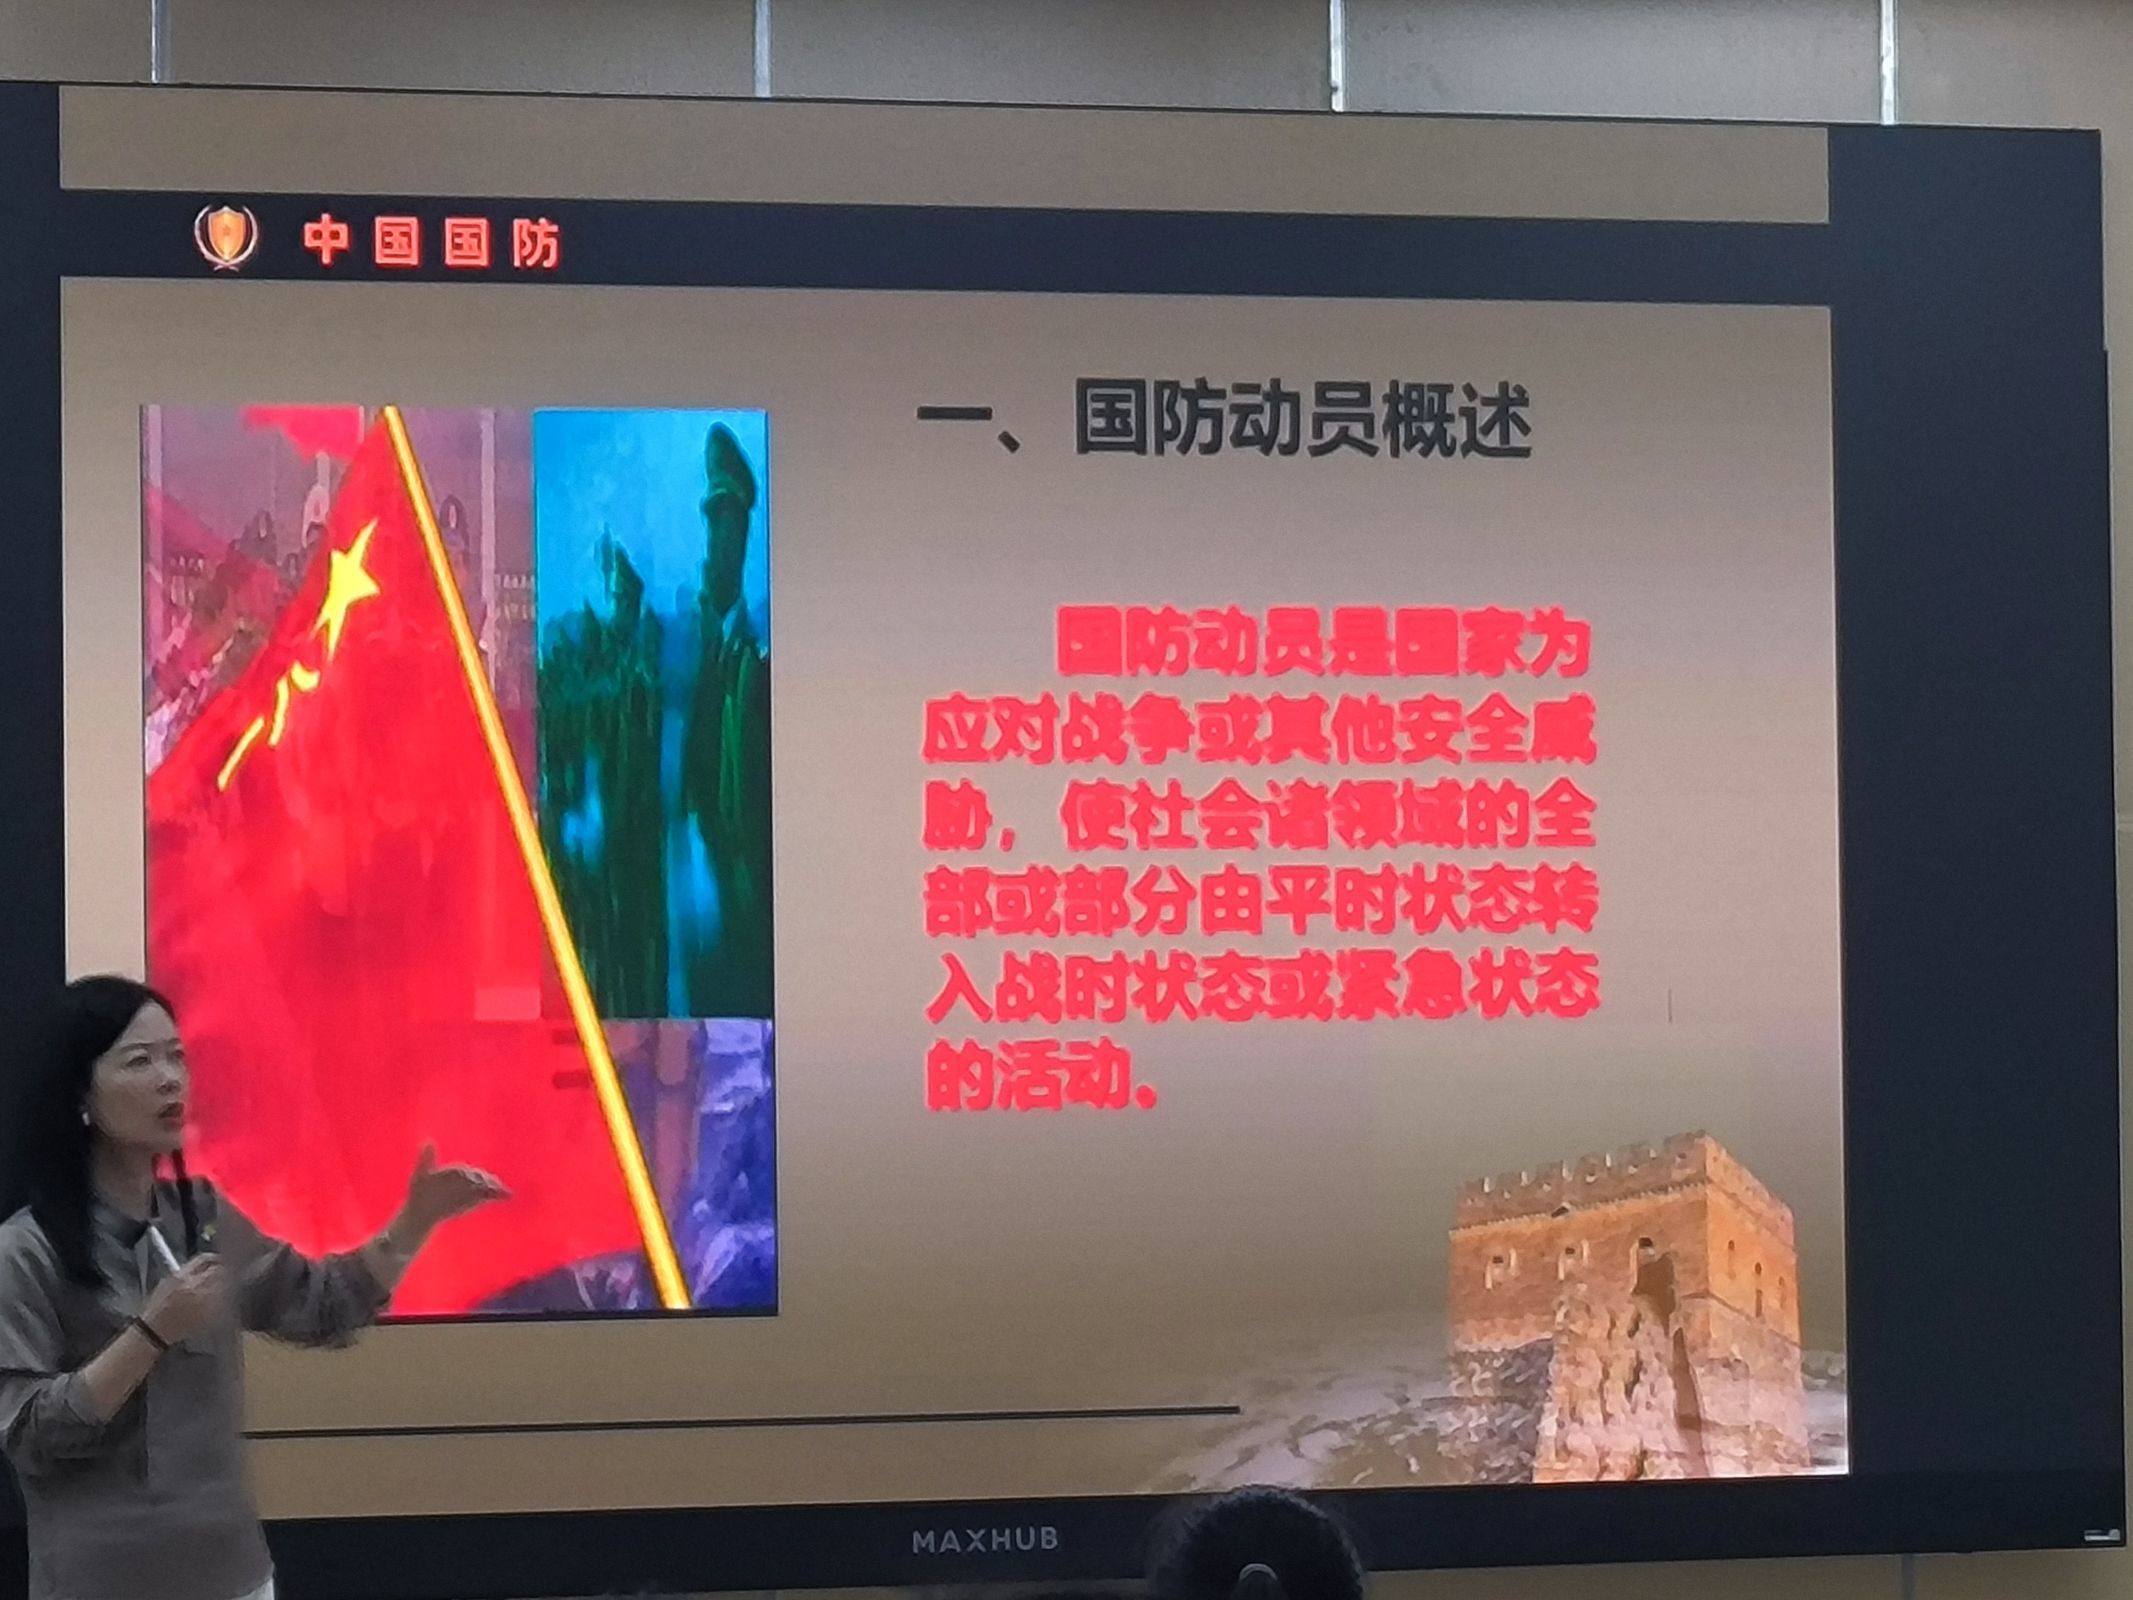 中国国防
一、国防动员概述
国防动员是国家为
应对战争或其他安全威
胁，使社会诸领域的全
部或部分由平时状态转
入战时状态或紧急状态
的活动。
MAXHUB